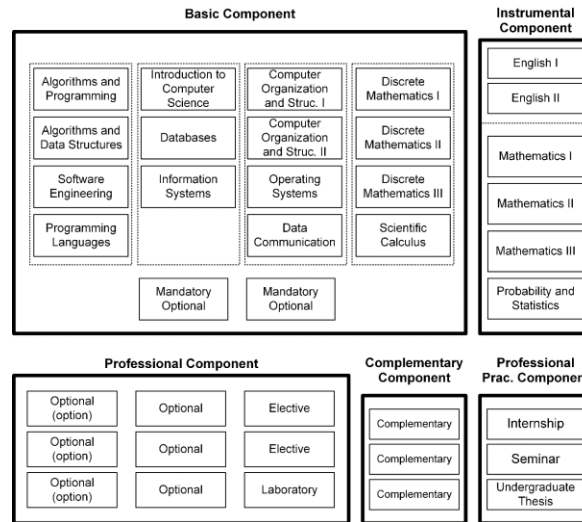 Basic Component
Instrumental
Component
Algorithms and
Programming
Introduction to
Computer
Science
Computer
Organization
and Struc. I
Discrete
Mathematics I
English I
English II
Algorithms and
Data Structures
Databases
Computer
Organization
and Struc. II
Discrete
Mathematics II
Mathematics I
Software
Engineering
Information
Systems
Operating
Systems
Discrete
Mathematics III
Mathematics II
Programming
Languages
Data
Communication
Scientific
Calculus
Mathematics III
Mandatory
Optional
Mandatory
Optional
Probability and
Statistics
Professional Component
Complementary
Component
Professional
Prac. Component
Optional
(option)
Optional
Elective
Complementary
Internship
Optional
(option)
Optional
Elective
Complementary
Seminar
Optional
(option)
Optional
Laboratory
Complementary
Undergraduate
Thesis